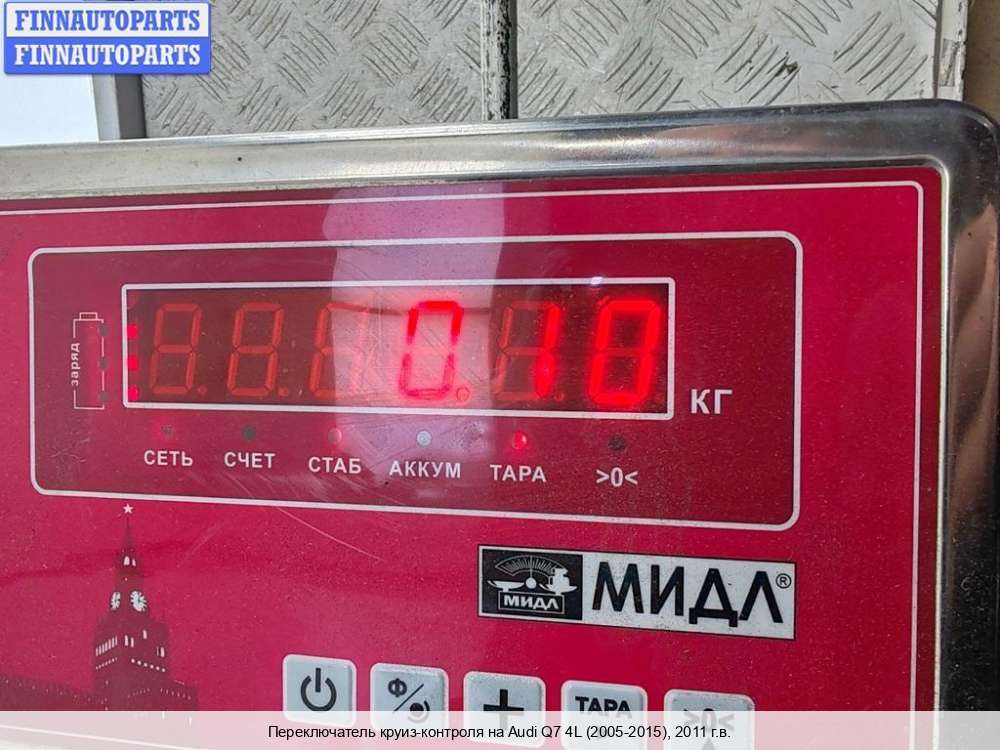 FINNAUTOPARTS
FINNAUTOPARTS
заряд
0.10
КГ
СЕТЬ СЧЕТ СТАБ АККУМ ТАРА >0<
МИДЛ
МИДЛ®
Ф
ТАРА
>0<
Переключатель круиз-контроля на Audi Q7 4L (2005-2015), 2011 г.в.